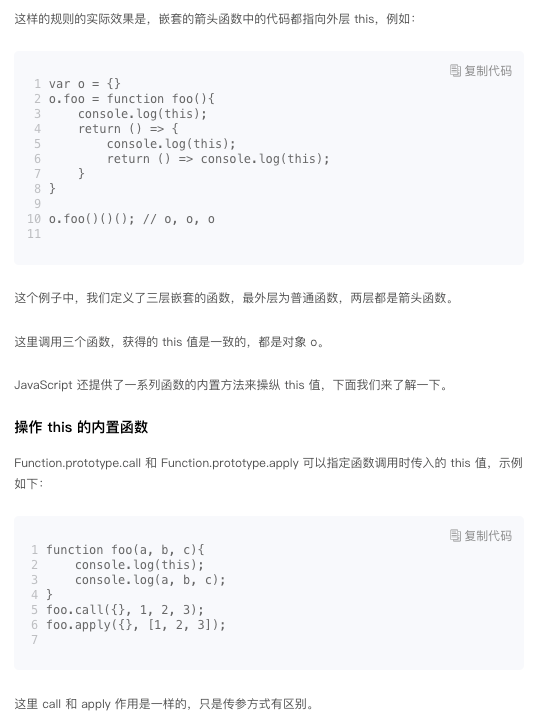 这样的规则的实际效果是，嵌套的箭头函数中的代码都指向外层 this，例如：
复制代码
1 var o = {}
2 o.foo = function foo(){
3     console.log(this);
4     return () => {
5         console.log(this);
6         return () => console.log(this);
7     }
8 }
9
10 o.foo()()(); // o, o, o
11
这个例子中，我们定义了三层嵌套的函数，最外层为普通函数，两层都是箭头函数。
这里调用三个函数，获得的 this 值是一致的，都是对象 o。
JavaScript 还提供了一系列函数的内置方法来操纵 this 值，下面我们来了解一下。
操作 this 的内置函数
Function.prototype.call 和 Function.prototype.apply 可以指定函数调用时传入的 this 值，示例
如下：
复制代码
1 function foo(a, b, c){
2     console.log(this);
3     console.log(a, b, c);
4 }
5 foo.call({}, 1, 2, 3);
6 foo.apply({}, [1, 2, 3]);
7
这里 call 和 apply 作用是一样的，只是传参方式有区别。